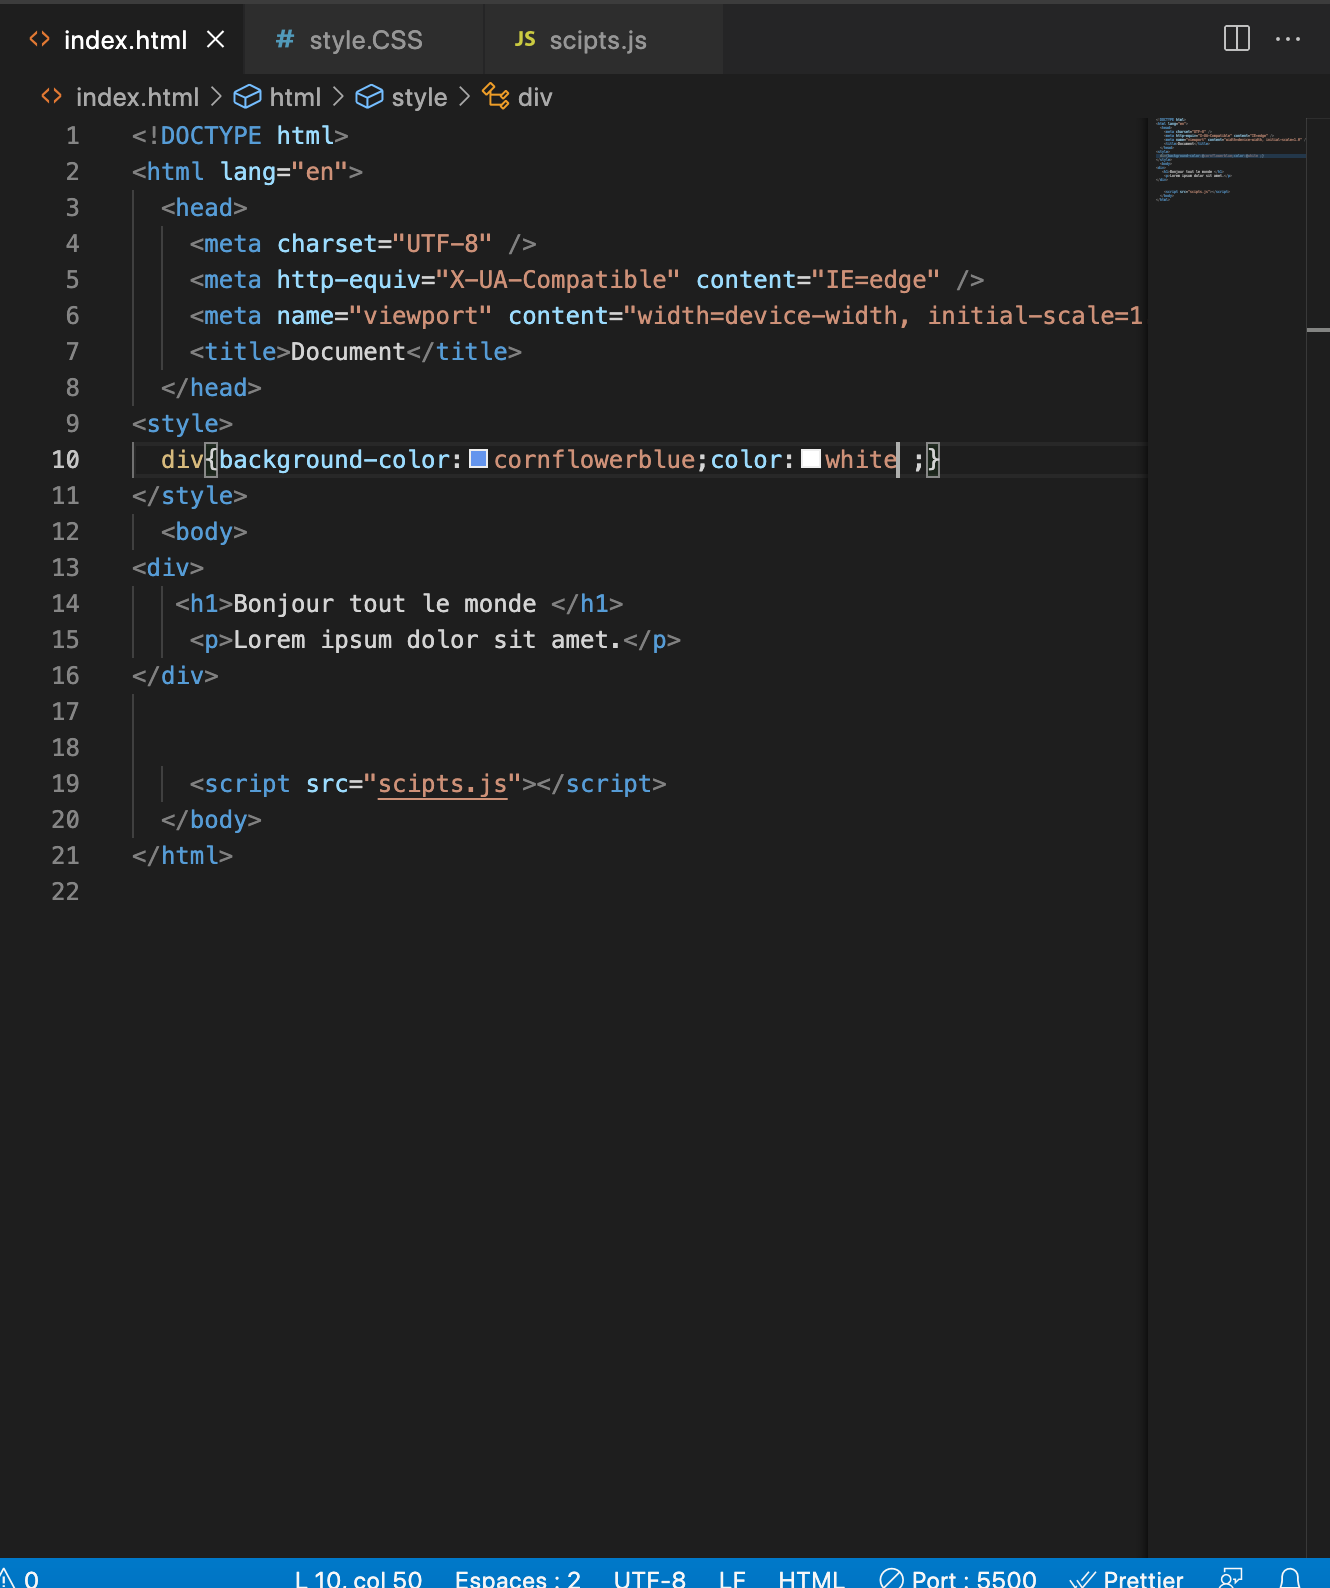 index.html
style.CSS
JS scipts.js
index.html > html > style > div
1 <!DOCTYPE html>
2 <html lang="en">
3 <head>
4 <meta charset="UTF-8" />
5 <meta http-equiv="X-UA-Compatible" content="IE=edge" />
6 <meta name="viewport" content="width=device-width, initial-scale=1
7 <title>Document</title>
8 </head>
9 <style>
10 div{background-color:cornflowerblue;color:white ;}
11 </style>
12 <body>
13 <div>
14 <h1>Bonjour tout le monde </h1>
15 <p>Lorem ipsum dolor sit amet.</p>
16 </div>
17
18
19 <script src="scipts.js"></script>
20 </body>
21 </html>
22
0 L 10, col 50 Espaces : 2 UTF-8 LF HTML Port : 5500 Prettier